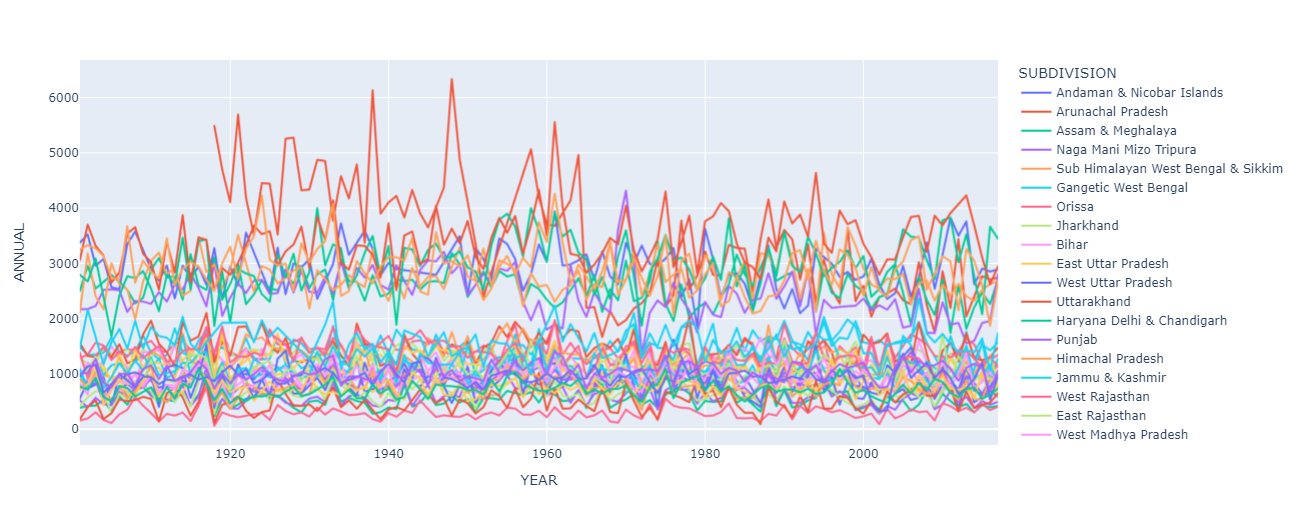 SUBDIVISION
Andaman & Nicobar Islands
Arunachal Pradesh
Assam & Meghalaya
Naga Mani Mizo Tripura
Sub Himalayan West Bengal & Sikkim
Gangetic West Bengal
Orissa
Jharkhand
Bihar
East Uttar Pradesh
West Uttar Pradesh
Uttarakhand
Haryana Delhi & Chandigarh
Punjab
Himachal Pradesh
Jammu & Kashmir
West Rajasthan
East Rajasthan
West Madhya Pradesh
ANNUAL
6000
5000
4000
3000
2000
1000
0
1920 1940 1960 1980 2000
YEAR